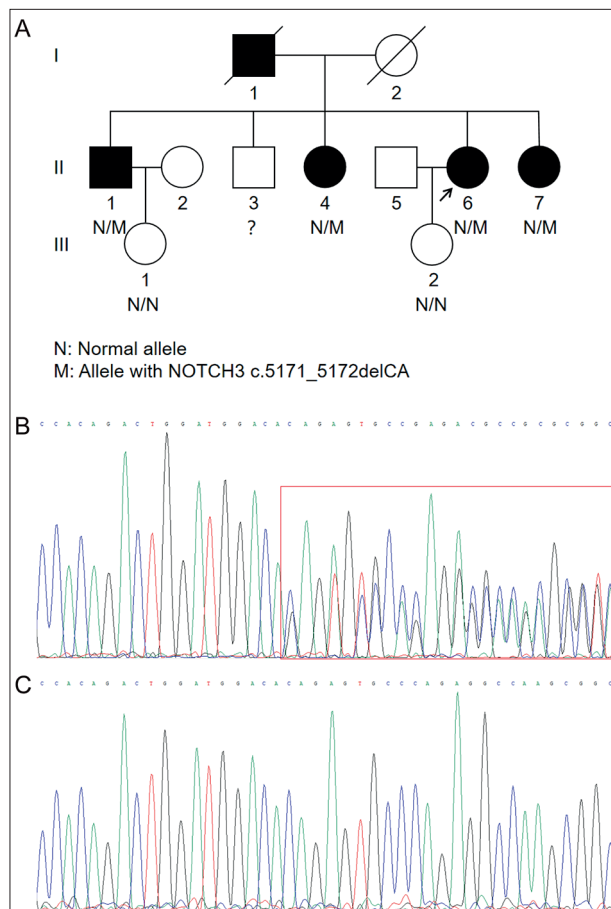 A
I
1 2
II
1 2 3 4 5 6 7
N/M ? N/M N/M N/M
III
1 2
N/N N/N
N: Normal allele
M: Allele with NOTCH3 c.5171_5172delCA
B
C C A C A G A C T G G A T G G A C A C A G A G T G C C G A G A C G C C G C G C G G C
C
C C A C A G A C T G G A T G G A C A C A G A G T G C C C A G A G G C C A A G C G G C